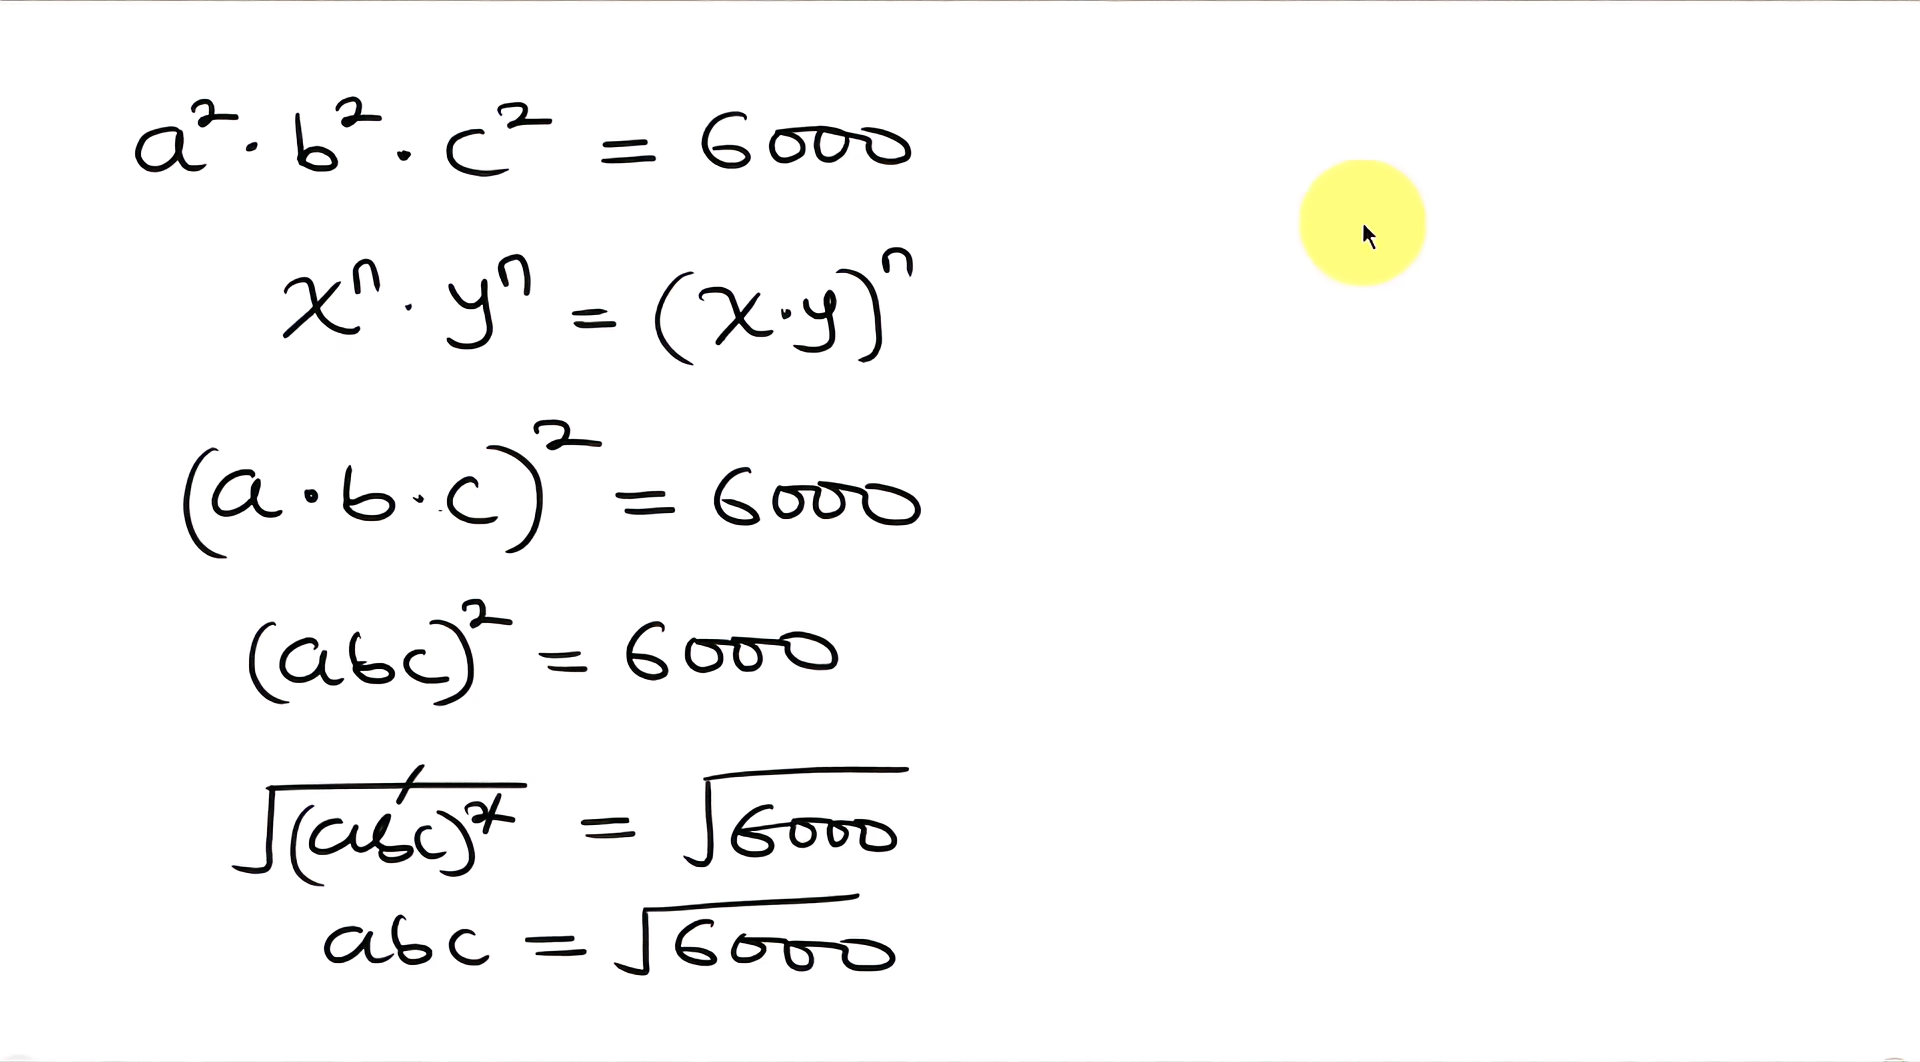 a² · b² · c² = 6000
xⁿ · yⁿ = (x·y)ⁿ
(a · b · c)² = 6000
(abc)² = 6000
√(abc)² = √6000
abc = √6000